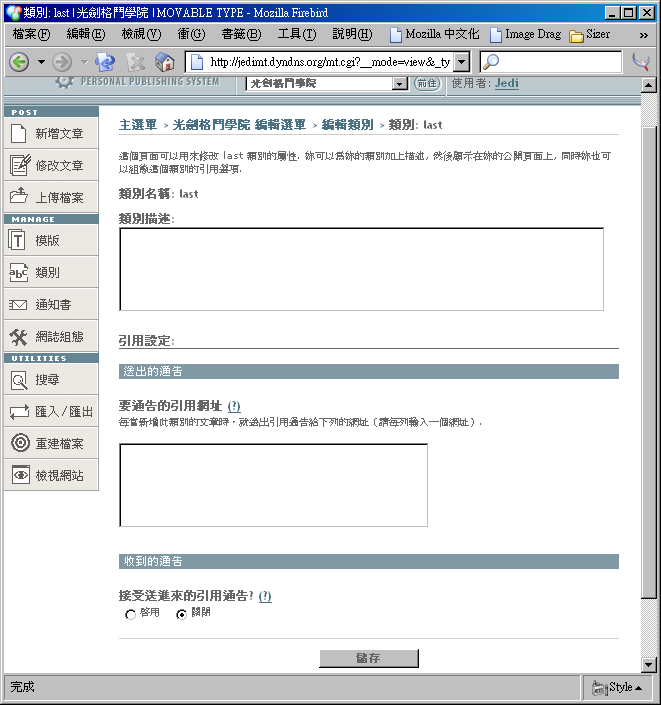 類別: last | 光劍格鬥學院 | MOVABLE TYPE - Mozilla Firebird
檔案(F) 編輯(E) 檢視(V) 衝(G) 書籤(B) 工具(T) 說明(H) Mozilla 中文化 Image Drag Sizer »
http://jedimt.dyndns.org/mt.cgi?__mode=view&_ty
PERSONAL PUBLISHING SYSTEM 光劍格鬥學院 前往 使用者: Jedi
POST
新增文章
修改文章
上傳檔案
MANAGE
模版
類別
通知書
網誌組態
UTILITIES
搜尋
匯入/匯出
重建檔案
檢視網站
主選單 > 光劍格鬥學院 編輯選單 > 編輯類別 > 類別: last
這個頁面可以用來修改 last 類別的屬性. 妳可以為妳的類別加上描述, 然後顯示在妳的公開頁面上, 同時妳也可
以組態這個類別的引用選項.
類別名稱: last
類別描述:
引用設定:
送出的通告
要通告的引用網址 (?)
每當新增此類別的文章時，就送出引用通告給下列的網址 (請每列輸入一個網址) .
收到的通告
接受送進來的引用通告? (?)
啓用 關閉
儲存
完成 Style